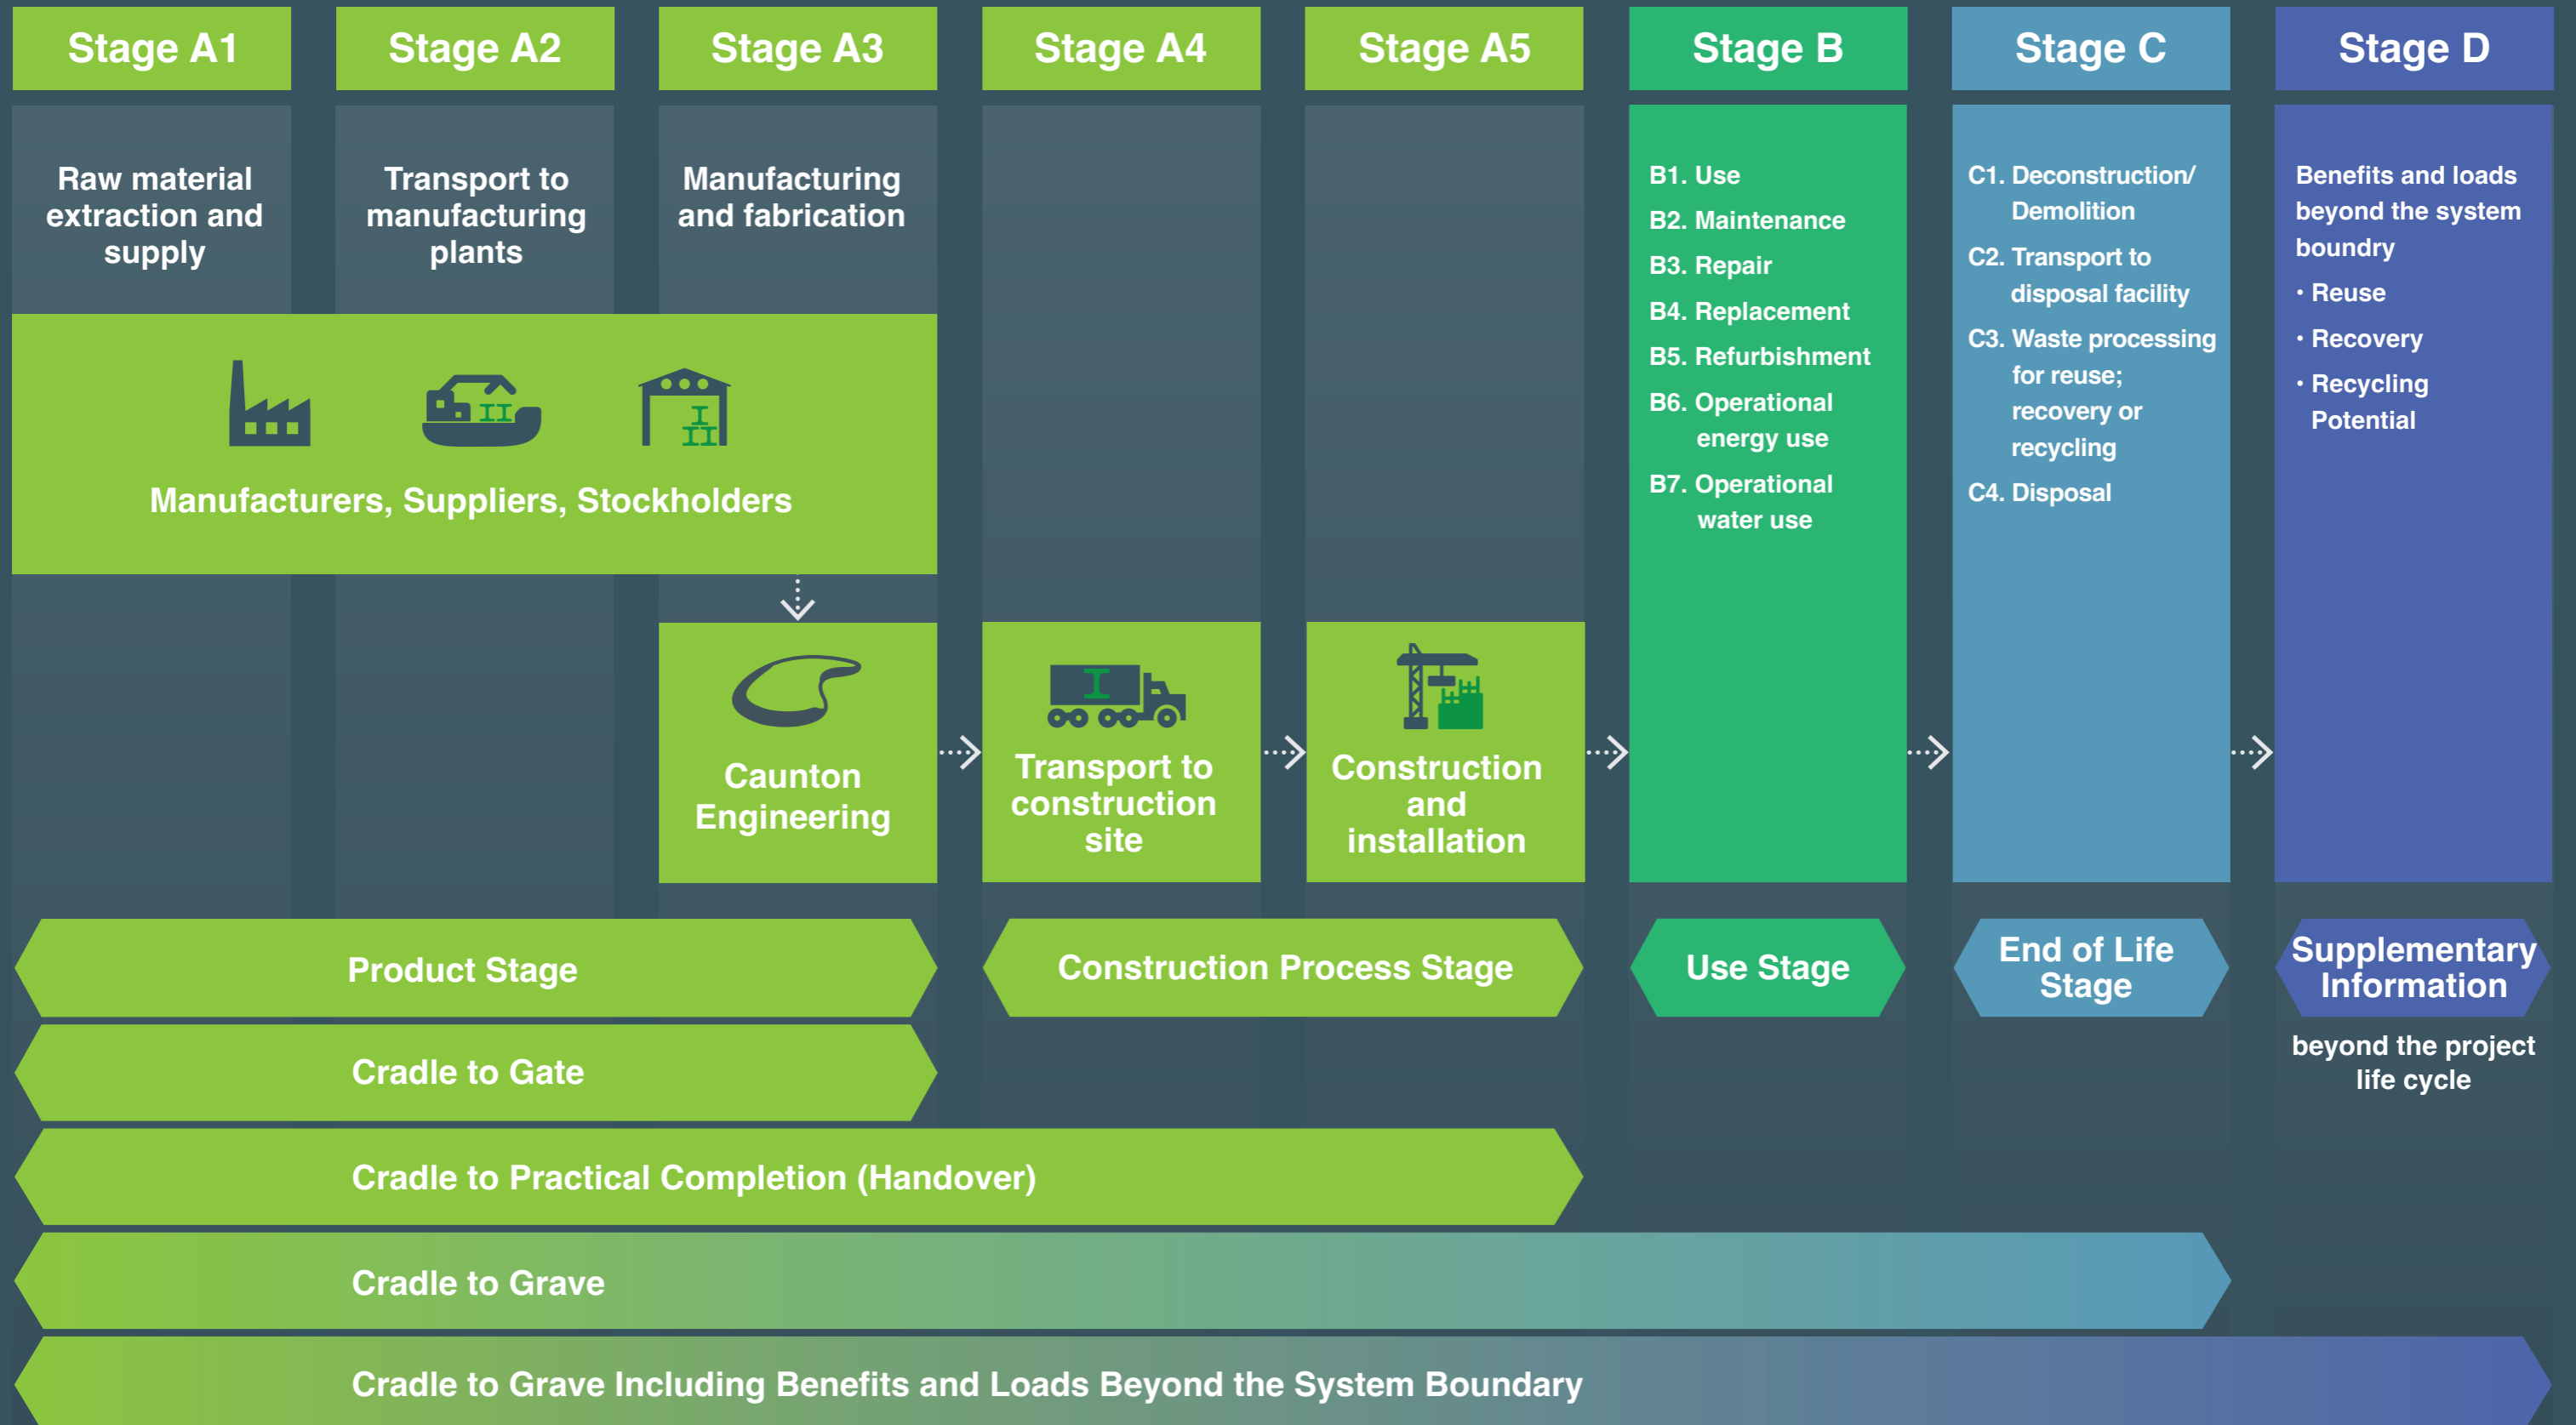 Stage A1
Stage A2
Stage A3
Stage A4
Stage A5
Stage B
Stage C
Stage D
Raw material
extraction and
supply
Transport to
manufacturing
plants
Manufacturing
and fabrication
Manufacturers, Suppliers, Stockholders
Caunton
Engineering
Transport to
construction
site
Construction
and
installation
B1. Use
B2. Maintenance
B3. Repair
B4. Replacement
B5. Refurbishment
B6. Operational
energy use
B7. Operational
water use
C1. Deconstruction/
Demolition
C2. Transport to
disposal facility
C3. Waste processing
for reuse;
recovery or
recycling
C4. Disposal
Benefits and loads
beyond the system
boundry
· Reuse
· Recovery
· Recycling
Potential
Product Stage
Construction Process Stage
Use Stage
End of Life
Stage
Supplementary
Information
beyond the project
life cycle
Cradle to Gate
Cradle to Practical Completion (Handover)
Cradle to Grave
Cradle to Grave Including Benefits and Loads Beyond the System Boundary